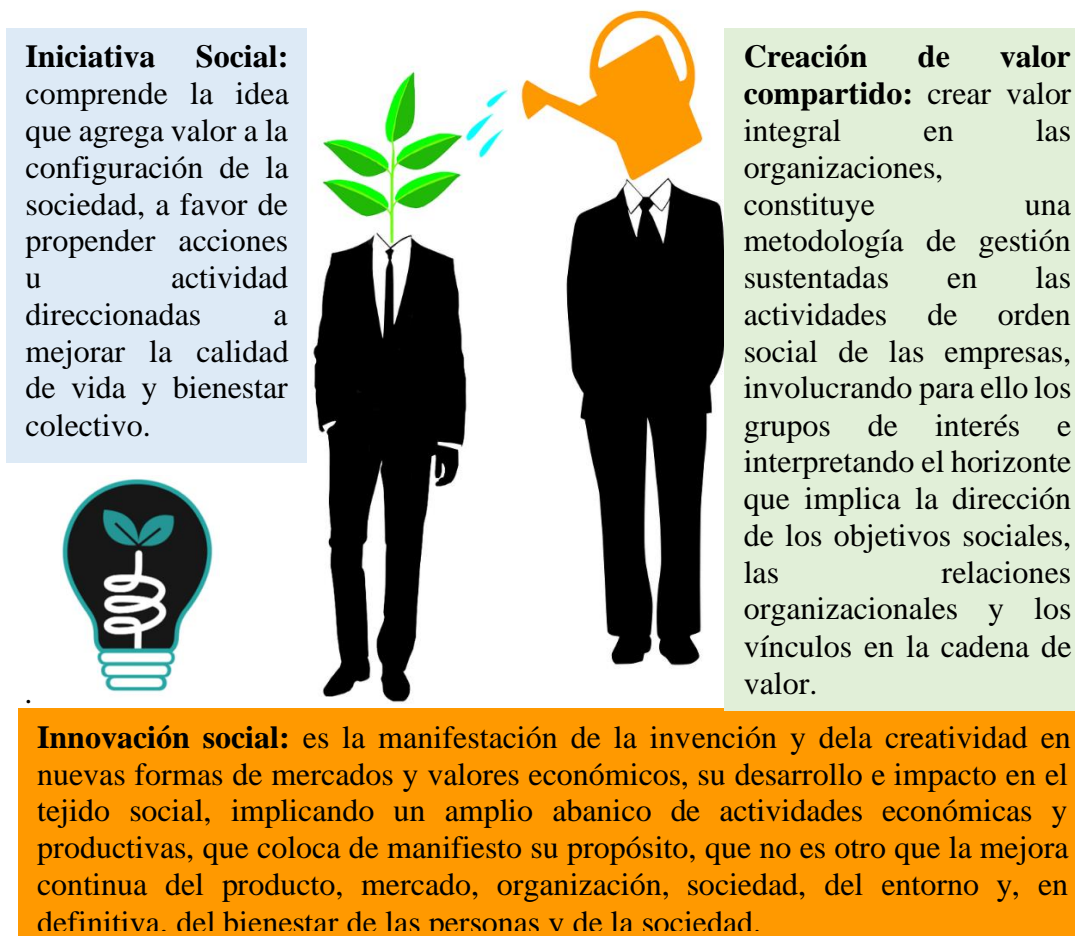 Iniciativa Social:
comprende la idea
que agrega valor a la
configuración de la
sociedad, a favor de
propender acciones
u actividad
direccionadas a
mejorar la calidad
de vida y bienestar
colectivo.
.
Creación de valor
compartido: crear valor
integral en las
organizaciones,
constituye una
metodología de gestión
sustentadas en las
actividades de orden
social de las empresas,
involucrando para ello los
grupos de interés e
interpretando el horizonte
que implica la dirección
de los objetivos sociales,
las relaciones
organizacionales y los
vínculos en la cadena de
valor.
Innovación social: es la manifestación de la invención y dela creatividad en
nuevas formas de mercados y valores económicos, su desarrollo e impacto en el
tejido social, implicando un amplio abanico de actividades económicas y
productivas, que coloca de manifiesto su propósito, que no es otro que la mejora
continua del producto, mercado, organización, sociedad, del entorno y, en
definitiva, del bienestar de las personas y de la sociedad.